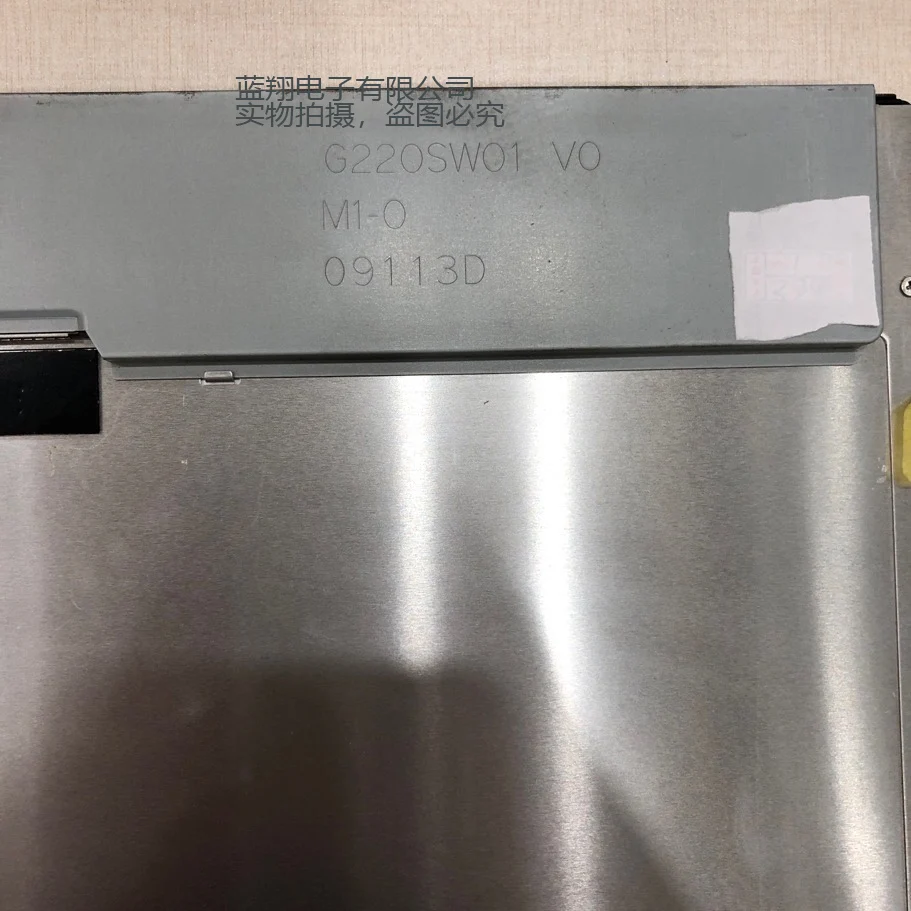 蓝翔电子有限公司
实物拍摄，盗图必究
G220SW01 V0
M1-0
09113D